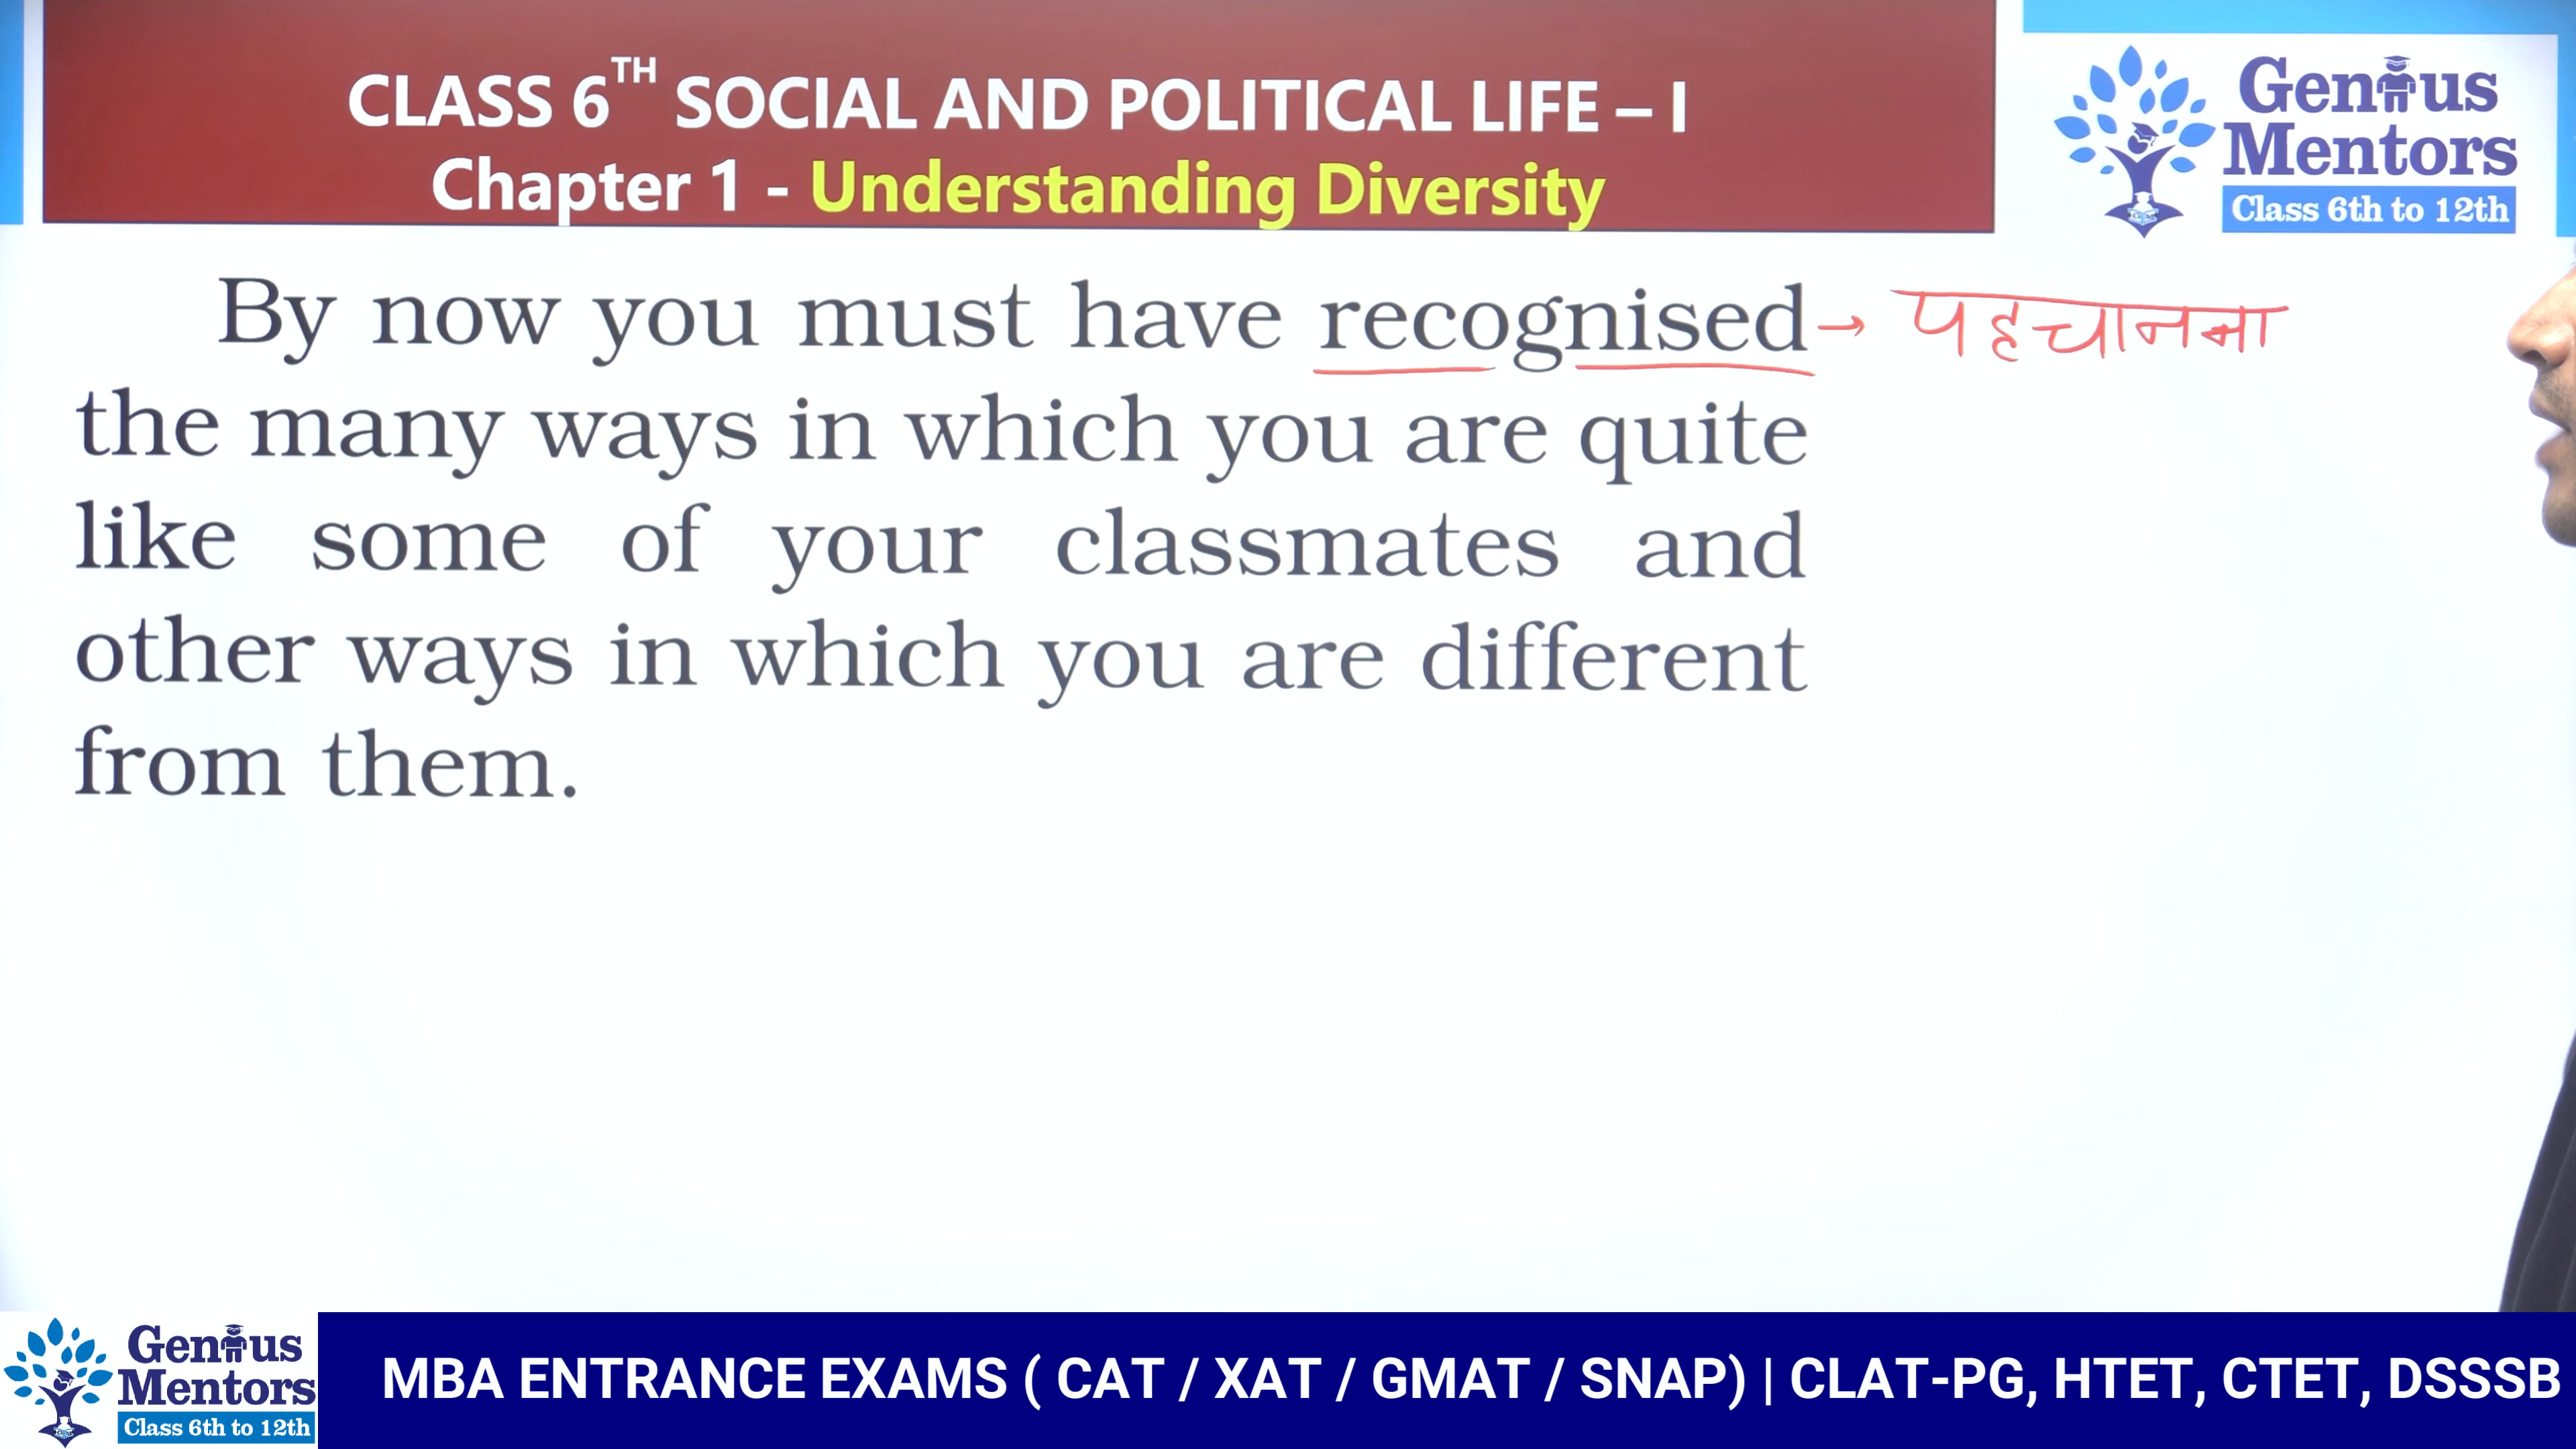 CLASS 6TH SOCIAL AND POLITICAL LIFE – I
Chapter 1 - Understanding Diversity
Genius
Mentors
Class 6th to 12th
By now you must have recognised → पहचानना
the many ways in which you are quite
like some of your classmates and
other ways in which you are different
from them.
Genius
Mentors
Class 6th to 12th
MBA ENTRANCE EXAMS ( CAT / XAT / GMAT / SNAP) | CLAT-PG, HTET, CTET, DSSSB